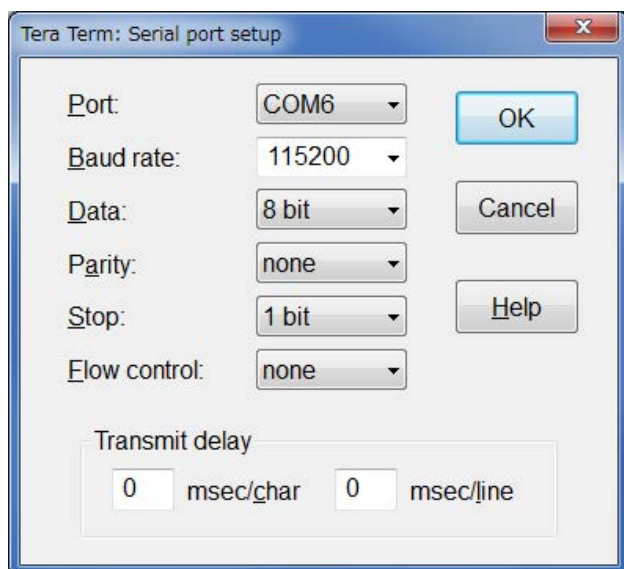 Tera Term: Serial port setup
x
Port: COM6
OK
Baud rate: 115200
Data: 8 bit
Cancel
Parity: none
Stop: 1 bit
Help
Flow control: none
Transmit delay
0 msec/char 0 msec/line